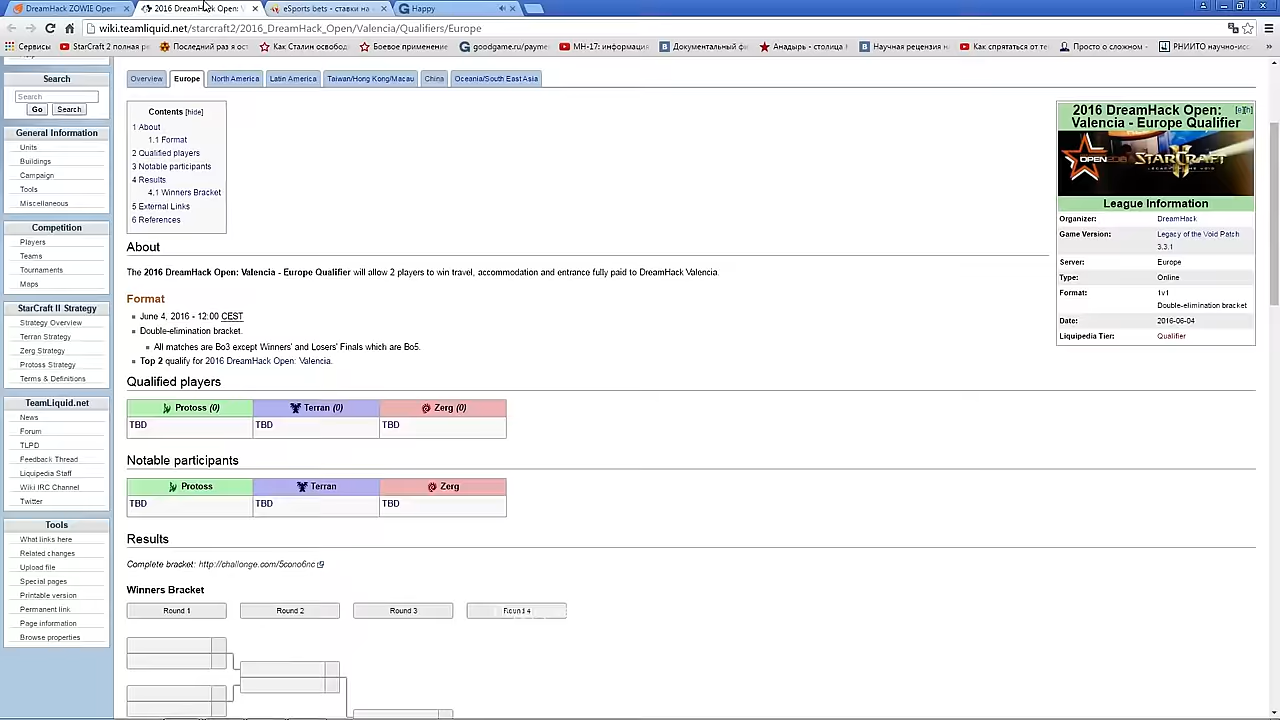 DreamHack ZOWIE Open
2016 DreamHack Open:
eSports bets - ставки на
Happy
wiki.teamliquid.net/starcraft2/2016_DreamHack_Open/Valencia/Qualifiers/Europe
Сервисы
StarCraft 2 полная ре
Последний раз я ост
Как Сталин освобод
Боевое применение
goodgame.ru/payme
МН-17: информация
Документальный ф
Анадырь - столица
Научная рецензия н
Как спрятаться от те
Просто о сложном -
РНИИТО научно-исс
Search
Search
Go Search
General Information
Units
Buildings
Campaign
Tools
Miscellaneous
Competition
Players
Teams
Tournaments
Maps
StarCraft II Strategy
Strategy Overview
Terran Strategy
Zerg Strategy
Protoss Strategy
Terms & Definitions
TeamLiquid.net
News
Forum
TLPD
Feedback Thread
Liquipedia Staff
Wiki IRC Channel
Twitter
Tools
What links here
Related changes
Upload file
Special pages
Printable version
Permanent link
Page information
Browse properties
Overview Europe North America Latin America Taiwan/Hong Kong/Macau China Oceania/South East Asia
Contents [hide]
1 About
1.1 Format
2 Qualified players
3 Notable participants
4 Results
4.1 Winners Bracket
5 External Links
6 References
About
The 2016 DreamHack Open: Valencia - Europe Qualifier will allow 2 players to win travel, accommodation and entrance fully paid to DreamHack Valencia.
Format
June 4, 2016 - 12:00 CEST
Double-elimination bracket.
All matches are Bo3 except Winners' and Losers' Finals which are Bo5.
Top 2 qualify for 2016 DreamHack Open: Valencia.
Qualified players
Protoss (0) Terran (0) Zerg (0)
TBD TBD TBD
Notable participants
Protoss Terran Zerg
TBD TBD TBD
Results
Complete bracket: http://challonge.com/5cono6nc
Winners Bracket
Round 1 Round 2 Round 3 Round 4
2016 DreamHack Open: [e][h]
Valencia - Europe Qualifier
OPEN STARCRAFT II
League Information
Organizer: DreamHack
Game Version: Legacy of the Void Patch
3.3.1
Server: Europe
Type: Online
Format: 1v1
Double-elimination bracket
Date: 2016-06-04
Liquipedia Tier: Qualifier